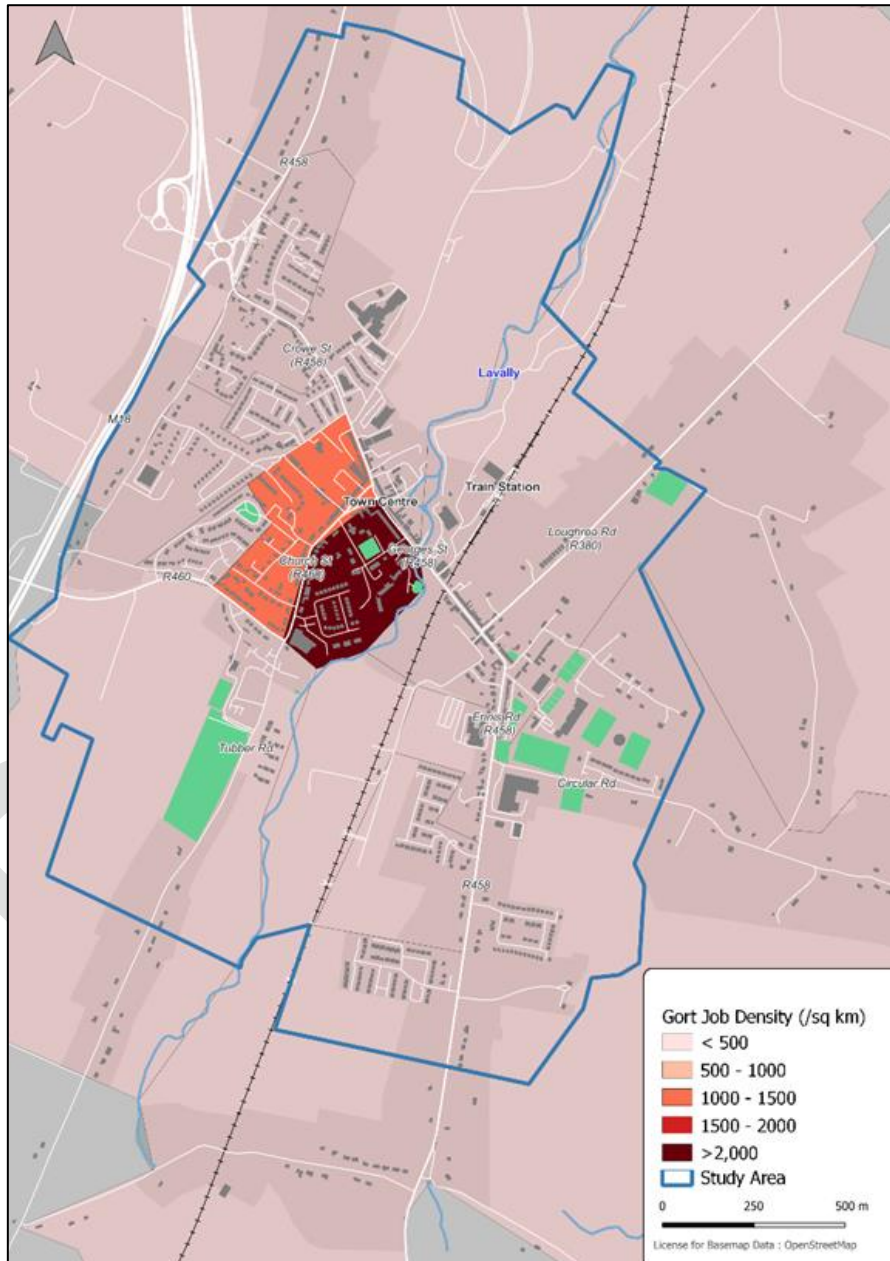 R458
Crowe St
(R458)
Lavally
M18
Train Station
Town Centre
Loughrea Rd
(R380)
Georges St
(R458)
Church St
(R460)
R460
Ennis Rd
(R458)
Tubber Rd
Circular Rd
R458
Gort Job Density (/sq km)
< 500
500 - 1000
1000 - 1500
1500 - 2000
>2,000
Study Area
0 250 500 m
License for Basemap Data : OpenStreetMap